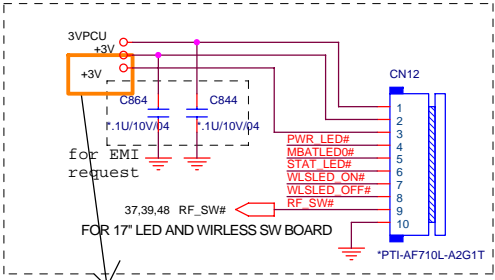 3VPCU
+3V
+3V
CN12
C864
C844
*.1U/10V/04
*.1U/10V/04
for EMI
request
1
2
3
4
5
6
7
8
9
10
PWR_LED#
MBATLED0#
STAT_LED#
WLSLED_ON#
WLSLED_OFF#
RF_SW#
37,39,48 RF_SW#
FOR 17" LED AND WIRLESS SW BOARD
*PTI-AF710L-A2G1T